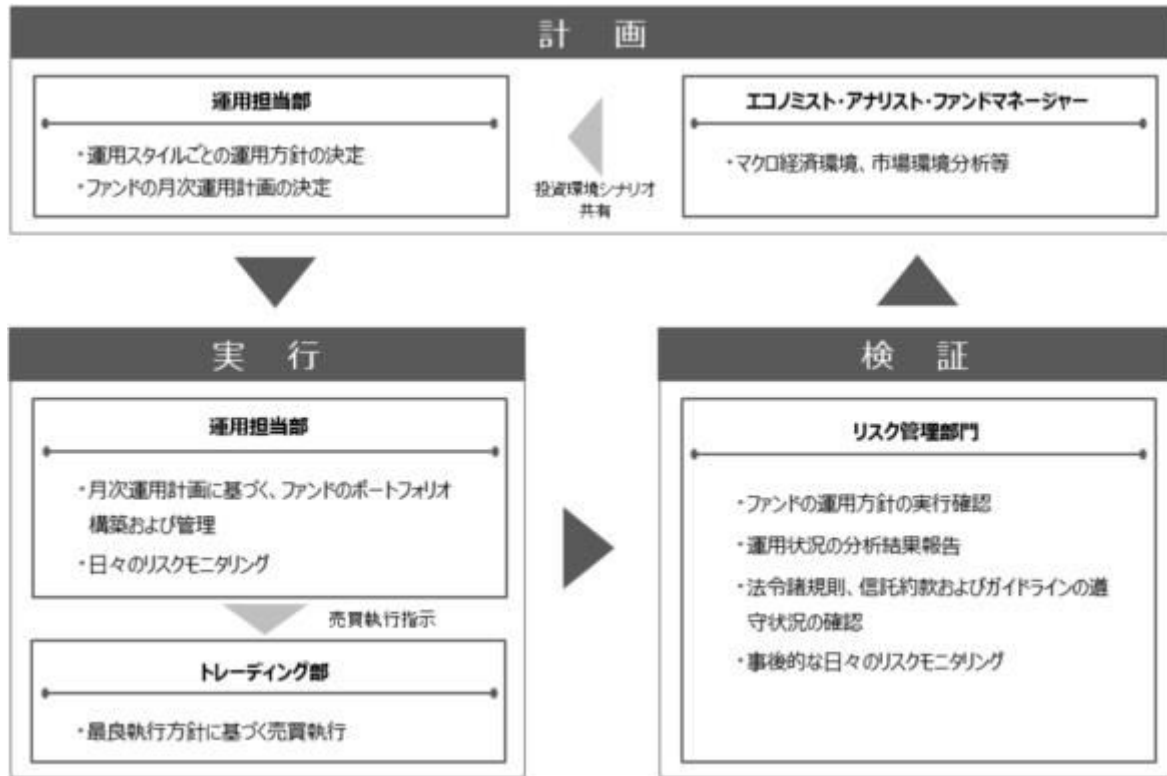 計 画
運用担当部
・運用スタイルごとの運用方針の決定
・ファンドの月次運用計画の決定
投資環境シナリオ
共有
エコノミスト・アナリスト・ファンドマネージャー
・マクロ経済環境、市場環境分析等
実 行
運用担当部
・月次運用計画に基づく、ファンドのポートフォリオ
構築および管理
・日々のリスクモニタリング
売買執行指示
トレーディング部
・最良執行方針に基づく売買執行
検 証
リスク管理部門
・ファンドの運用方針の実行確認
・運用状況の分析結果報告
・法令諸規則、信託約款およびガイドラインの遵
守状況の確認
・事後的な日々のリスクモニタリング